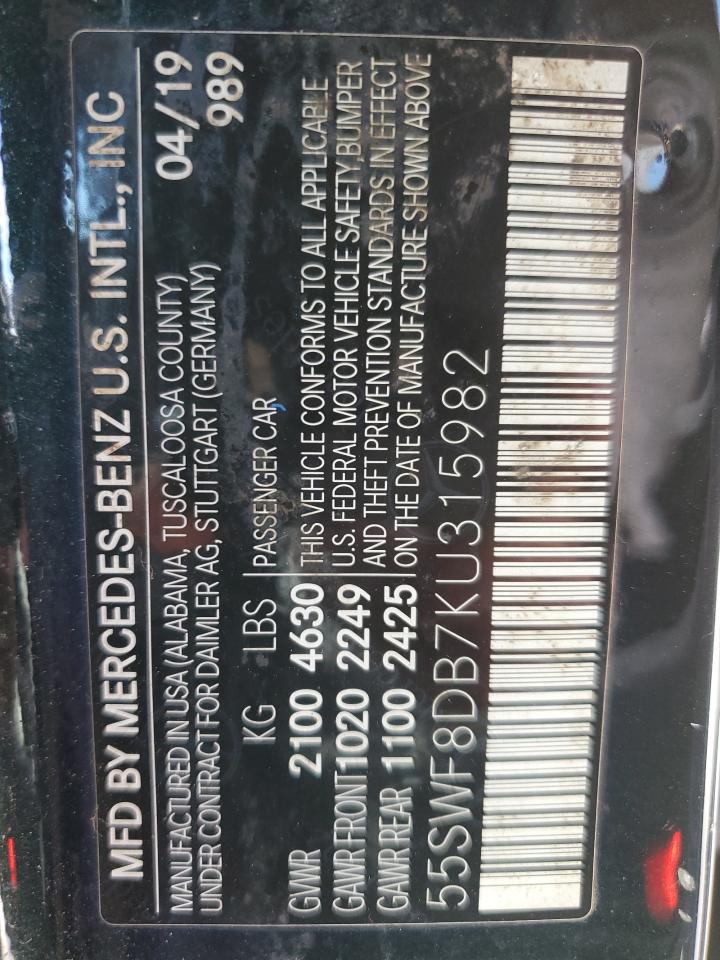 MFD BY MERCEDES-BENZ U.S. INTL., INC
MANUFACTURED IN USA (ALABAMA, TUSCALOOSA COUNTY) 04/19
UNDER CONTRACT FOR DAIMLER AG, STUTTGART (GERMANY) 989
KG LBS PASSENGER CAR
GVWR 2100 4630 THIS VEHICLE CONFORMS TO ALL APPLICABLE
GAWR FRONT 1020 2249 U.S. FEDERAL MOTOR VEHICLE SAFETY,BUMPER
GAWR REAR 1100 2425 AND THEFT PREVENTION STANDARDS IN EFFECT
ON THE DATE OF MANUFACTURE SHOWN ABOVE
55SWF8DB7KU315982